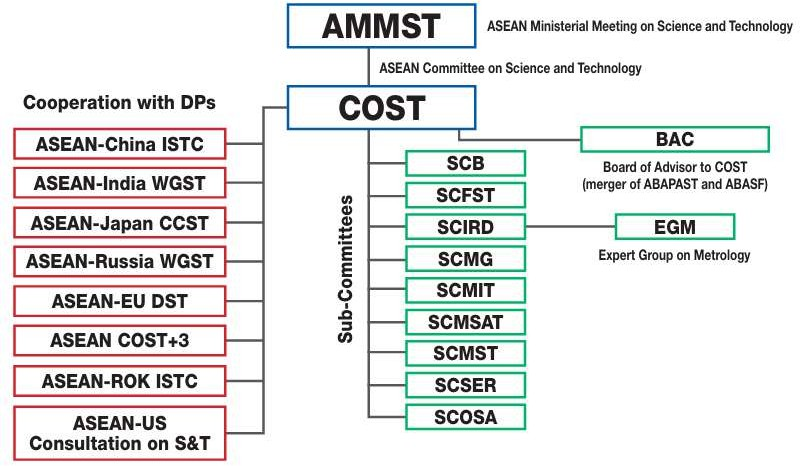 AMMST
ASEAN Ministerial Meeting on Science and Technology
ASEAN Committee on Science and Technology
COST
Cooperation with DPs
ASEAN-China ISTC
ASEAN-India WGST
ASEAN-Japan CCST
ASEAN-Russia WGST
ASEAN-EU DST
ASEAN COST+3
ASEAN-ROK ISTC
ASEAN-US
Consultation on S&T
Sub-Committees
SCB
SCFST
SCIRD
SCMG
SCMIT
SCMSAT
SCMST
SCSER
SCOSA
BAC
Board of Advisor to COST
(merger of ABAPAST and ABASF)
EGM
Expert Group on Metrology